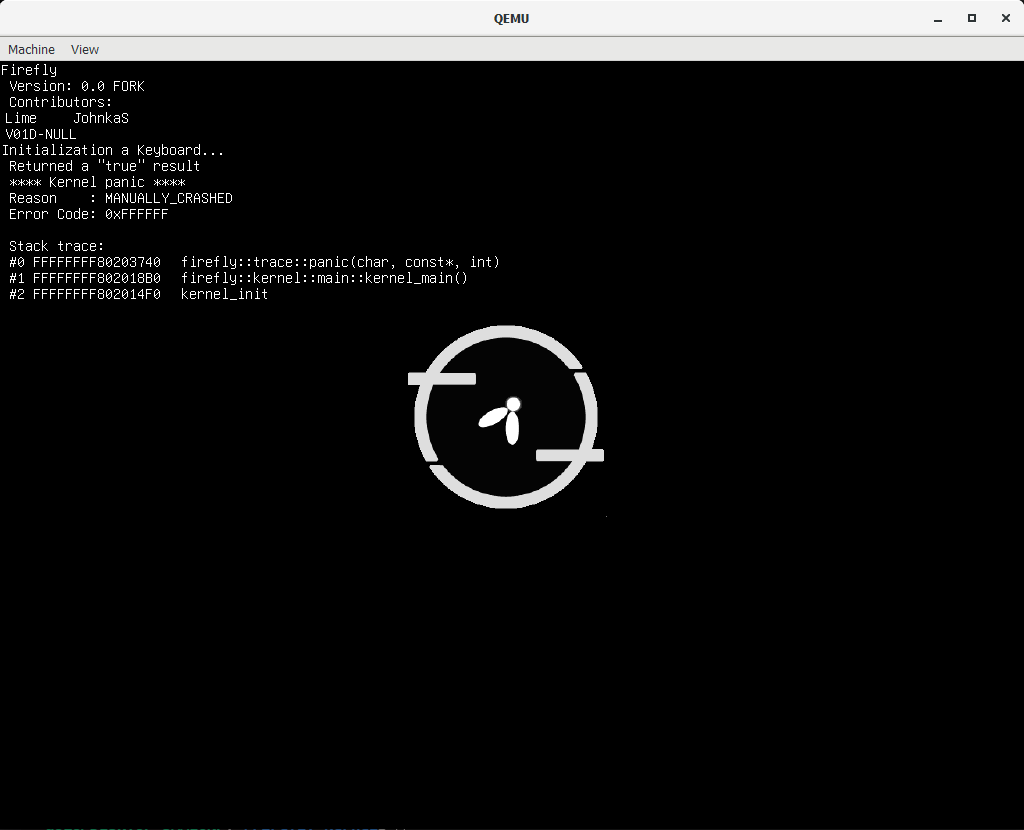 QEMU
Machine View
Firefly
Version: 0.0 FORK
Contributors:
Lime JohnkaS
V01D-NULL
Initialization a Keyboard...
Returned a "true" result
**** Kernel panic ****
Reason : MANUALLY_CRASHED
Error Code: 0xFFFFFF
Stack trace:
#0 FFFFFFFF80203740 firefly::trace::panic(char, const*, int)
#1 FFFFFFFF802018B0 firefly::kernel::main::kernel_main()
#2 FFFFFFFF802014F0 kernel_init